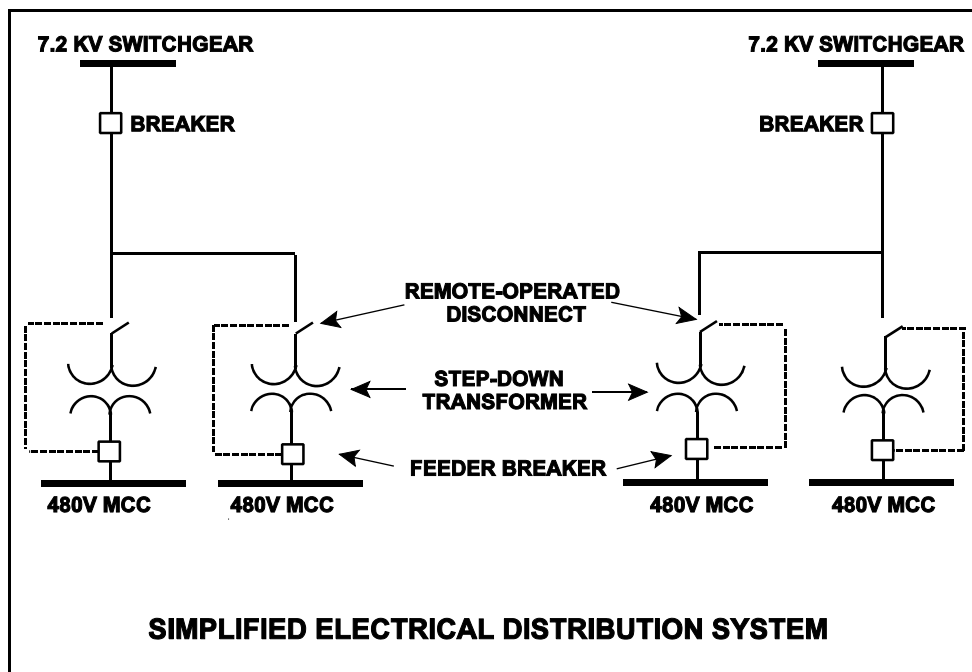 7.2 KV SWITCHGEAR
7.2 KV SWITCHGEAR
BREAKER
BREAKER
REMOTE-OPERATED
DISCONNECT
STEP-DOWN
TRANSFORMER
FEEDER BREAKER
480V MCC
480V MCC
480V MCC
480V MCC
SIMPLIFIED ELECTRICAL DISTRIBUTION SYSTEM